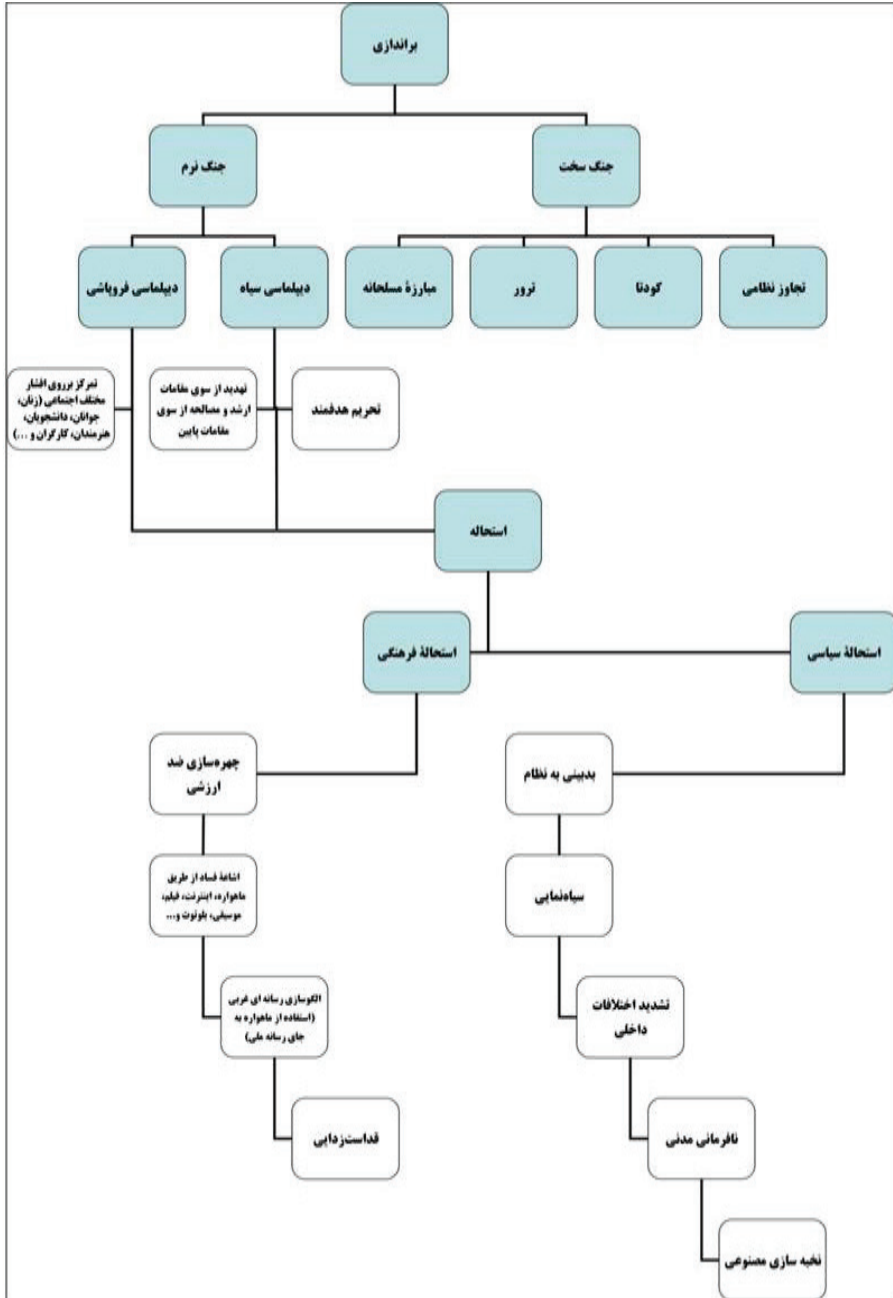 براندازی
جنگ سخت
جنگ نرم
تجاوز نظامی
کودتا
ترور
مبارزهٔ مسلحانه
دیپلماسی سیاه
دیپلماسی فروپاشی
تحریم هدفمند
تهدید از سوی مقامات
ارشد و مصالحه از سوی
مقامات پایین
تمرکز برروی اقشار
مختلف اجتماعی (زنان،
جوانان، دانشجویان،
هنرمندان، کارگران و ...)
استحاله
استحالهٔ سیاسی
استحالهٔ فرهنگی
بدبینی به نظام
سیاه‌نمایی
تشدید اختلافات
داخلی
نافرمانی مدنی
نخبه سازی مصنوعی
چهره‌سازی ضد
ارزشی
اشاعهٔ فساد از طریق
ماهواره، اینترنت، فیلم،
موسیقی، بلوتوث و...
الگوسازی رسانه ای غربی
(استفاده از ماهواره به
جای رسانه ملی)
قداست‌زدایی